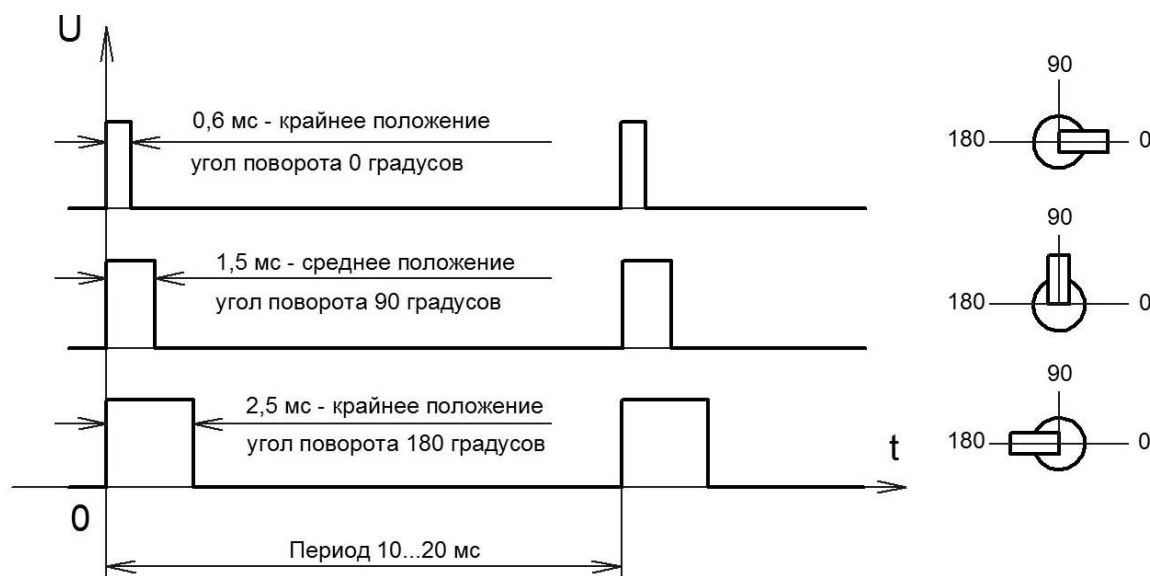 U
0,6 мс - крайнее положение
угол поворота 0 градусов
90
180
0
1,5 мс - среднее положение
угол поворота 90 градусов
90
180
0
2,5 мс - крайнее положение
угол поворота 180 градусов
90
180
0
t
0
Период 10...20 мс